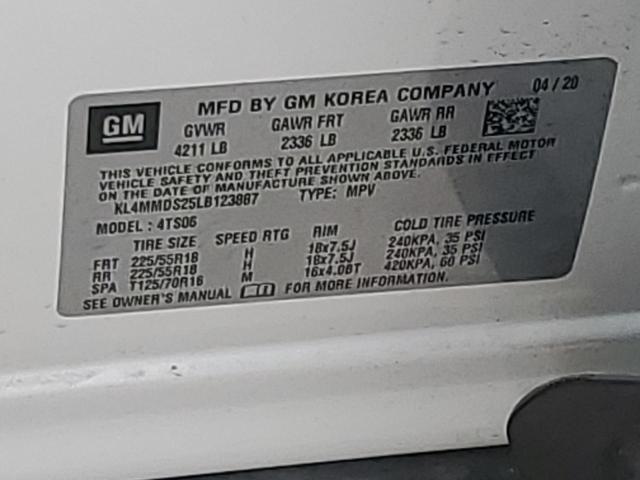 GM
MFD BY GM KOREA COMPANY 04/20
GVWR GAWR FRT GAWR RR
4211 LB 2336 LB 2336 LB
THIS VEHICLE CONFORMS TO ALL APPLICABLE U.S. FEDERAL MOTOR
VEHICLE SAFETY AND THEFT PREVENTION STANDARDS IN EFFECT
ON THE DATE OF MANUFACTURE SHOWN ABOVE.
KL4MMDS25LB123887 TYPE: MPV
MODEL: 4TS06
TIRE SIZE SPEED RTG RIM COLD TIRE PRESSURE
FRT 225/55R18 H 18x7.5J 240KPA, 35 PSI
RR 225/55R18 H 18x7.5J 240KPA, 35 PSI
SPA T125/70R16 M 16x4.0BT 420KPA, 60 PSI
SEE OWNER'S MANUAL FOR MORE INFORMATION.